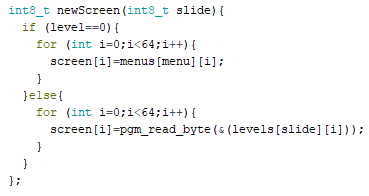 int8_t newScreen(int8_t slide){
  if (level==0){
    for (int i=0;i<64;i++){
      screen[i]=menus[menu][i];
    }
  }else{
    for (int i=0;i<64;i++){
      screen[i]=pgm_read_byte(&(levels[slide][i]));
    }
  }
};